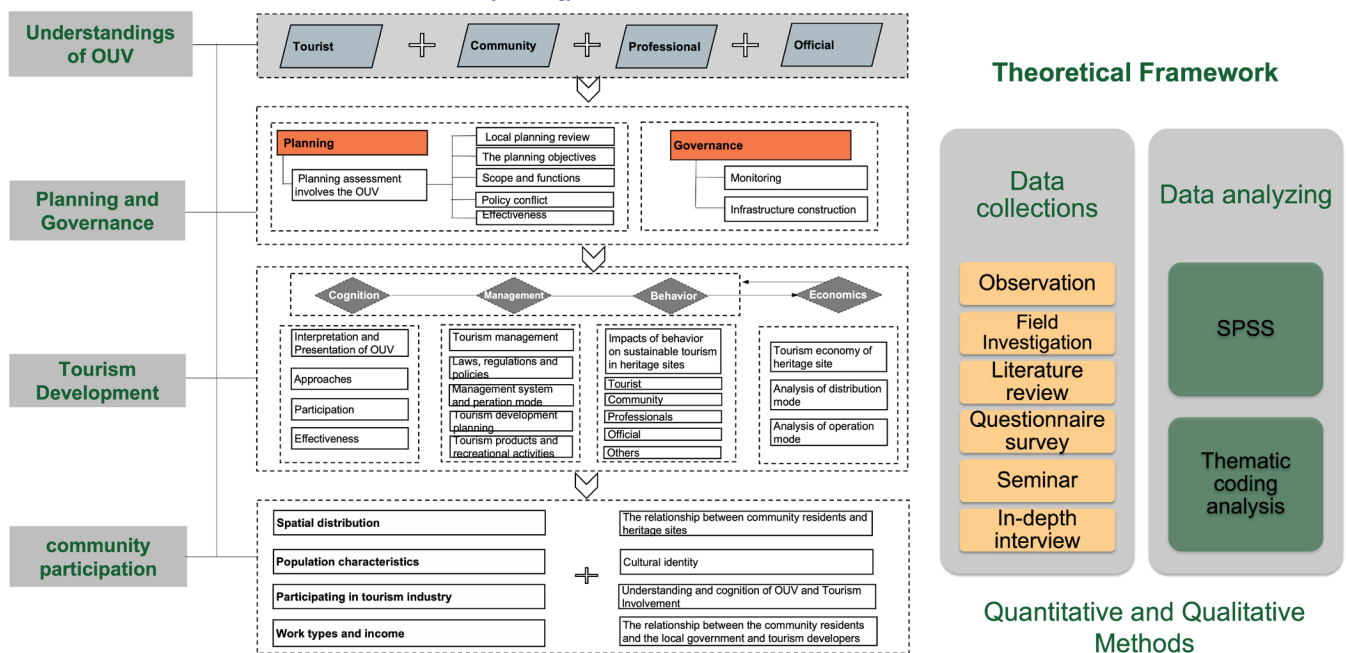 Understandings
of OUV
Tourist
Community
Professional
Official
Planning and
Governance
Planning
Planning assessment
involves the OUV
Local planning review
The planning objectives
Scope and functions
Policy conflict
Effectiveness
Governance
Monitoring
Infrastructure construction
Tourism
Development
Cognition
Management
Behavior
Economics
Interpretation and
Presentation of OUV
Approaches
Participation
Effectiveness
Tourism management
Laws, regulations and
policies
Management system
and peration mode
Tourism development
planning
Tourism products and
recreational activities
Impacts of behavior
on sustainable tourism
in heritage sites
Tourist
Community
Professionals
Official
Others
Tourism economy of
heritage site
Analysis of distribution
mode
Analysis of operation
mode
community
participation
Spatial distribution
Population characteristics
Participating in tourism industry
Work types and income
The relationship between community residents and
heritage sites
Cultural identity
Understanding and cognition of OUV and Tourism
Involvement
The relationship between the community residents
and the local government and tourism developers
Theoretical Framework
Data
collections
Observation
Field
Investigation
Literature
review
Questionnaire
survey
Seminar
In-depth
interview
Data analyzing
SPSS
Thematic
coding
analysis
Quantitative and Qualitative
Methods